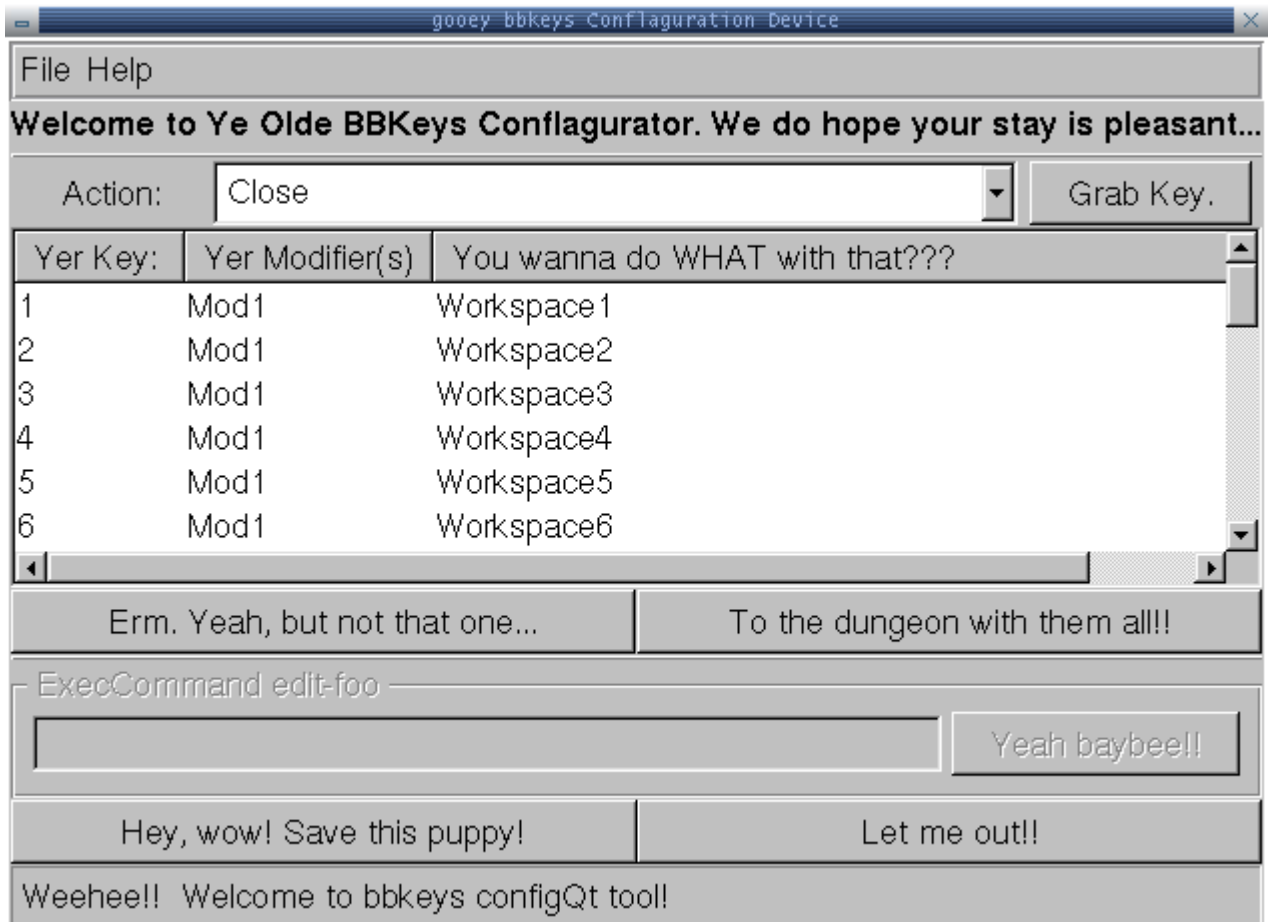 gooey bbkeys Conflaguration Device
File Help
Welcome to Ye Olde BBKeys Conflagurator. We do hope your stay is pleasant...
Action: Close Grab Key.
Yer Key: Yer Modifier(s) You wanna do WHAT with that???
1 Mod1 Workspace1
2 Mod1 Workspace2
3 Mod1 Workspace3
4 Mod1 Workspace4
5 Mod1 Workspace5
6 Mod1 Workspace6
Erm. Yeah, but not that one... To the dungeon with them all!!
ExecCommand edit-foo
Yeah baybee!!
Hey, wow! Save this puppy! Let me out!!
Weehee!! Welcome to bbkeys configQt tool!